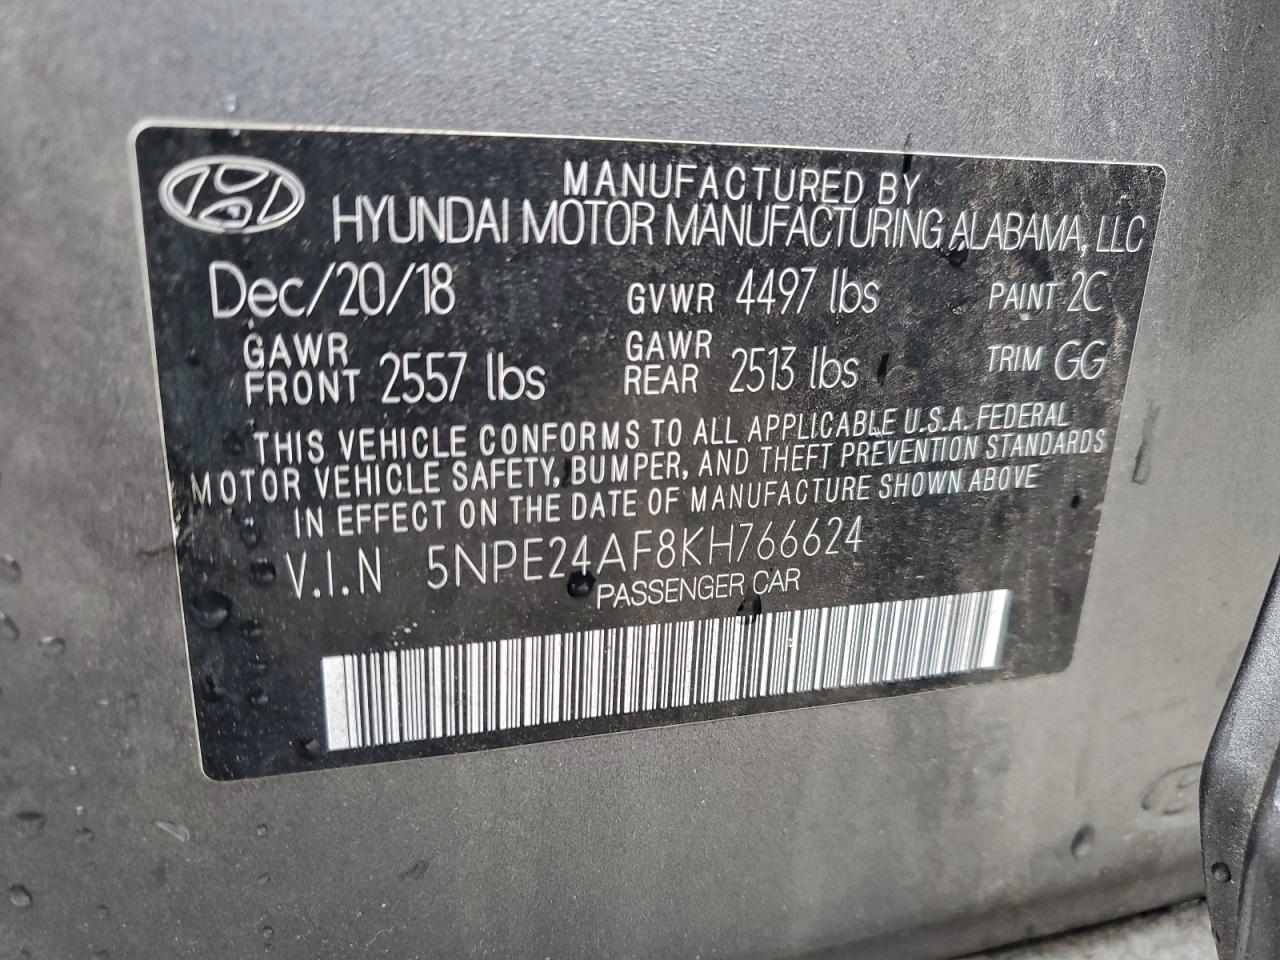 MANUFACTURED BY
HYUNDAI MOTOR MANUFACTURING ALABAMA, LLC
Dec/20/18 GVWR 4497 lbs PAINT 2C
GAWR FRONT 2557 lbs GAWR REAR 2513 lbs TRIM GG
THIS VEHICLE CONFORMS TO ALL APPLICABLE U.S.A. FEDERAL
MOTOR VEHICLE SAFETY, BUMPER, AND THEFT PREVENTION STANDARDS
IN EFFECT ON THE DATE OF MANUFACTURE SHOWN ABOVE
V.I.N 5NPE24AF8KH766624
PASSENGER CAR